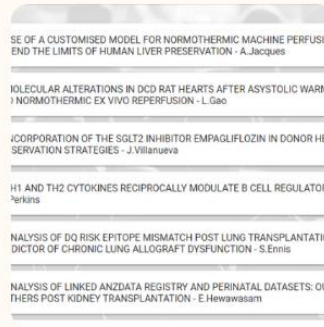 SE OF A CUSTOMISED MODEL FOR NORMOTHERMIC MACHINE PERFUSI
END THE LIMITS OF HUMAN LIVER PRESERVATION - A.Jacques
OLECULAR ALTERATIONS IN DCD RAT HEARTS AFTER ASYSTOLIC WARM
NORMOTHERMIC EX VIVO REPERFUSION - L.Gao
NCORPORATION OF THE SGLT2 INHIBITOR EMPAGLIFLOZIN IN DONOR HE
SERVATION STRATEGIES - J.Villanueva
H1 AND TH2 CYTOKINES RECIPROCALLY MODULATE B CELL REGULATOR
Perkins
NALYSIS OF DQ RISK EPITOPE MISMATCH POST LUNG TRANSPLANTATI
DICTOR OF CHRONIC LUNG ALLOGRAFT DYSFUNCTION - S.Ennis
NALYSIS OF LINKED ANZDATA REGISTRY AND PERINATAL DATASETS: OU
THERS POST KIDNEY TRANSPLANTATION - E.Hewawasam